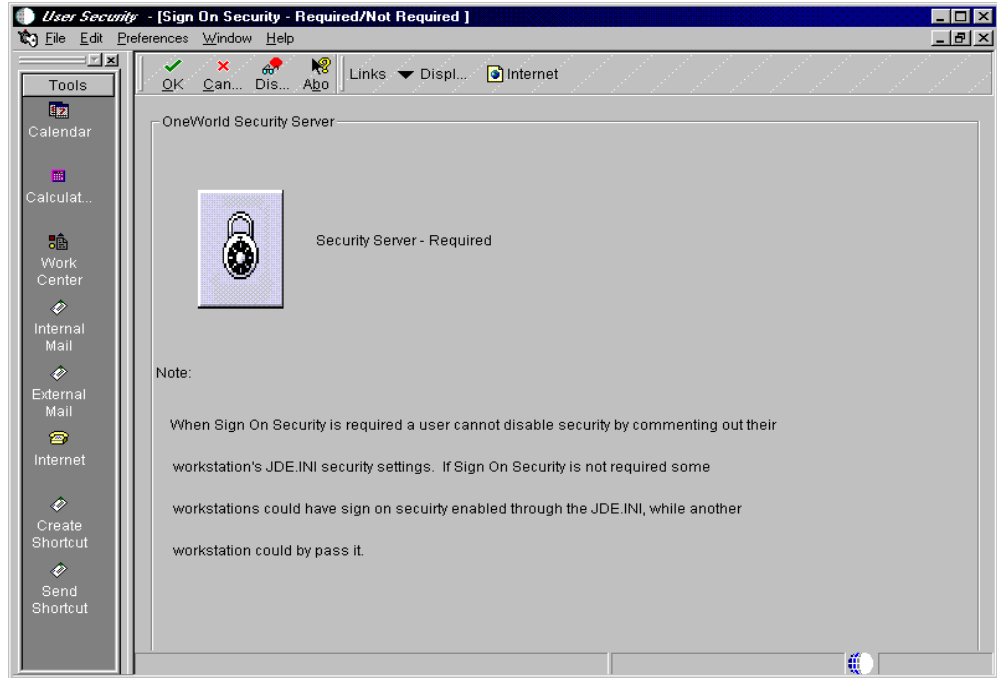 User Security - [Sign On Security - Required/Not Required ]
File Edit Preferences Window Help
Tools
OK Can... Dis... Abo Links Displ... Internet
Calendar
Calculat...
Work
Center
Internal
Mail
External
Mail
Internet
Create
Shortcut
Send
Shortcut
OneWorld Security Server
Security Server - Required
Note:
When Sign On Security is required a user cannot disable security by commenting out their
workstation's JDE.INI security settings. If Sign On Security is not required some
workstations could have sign on secuirty enabled through the JDE.INI, while another
workstation could by pass it.